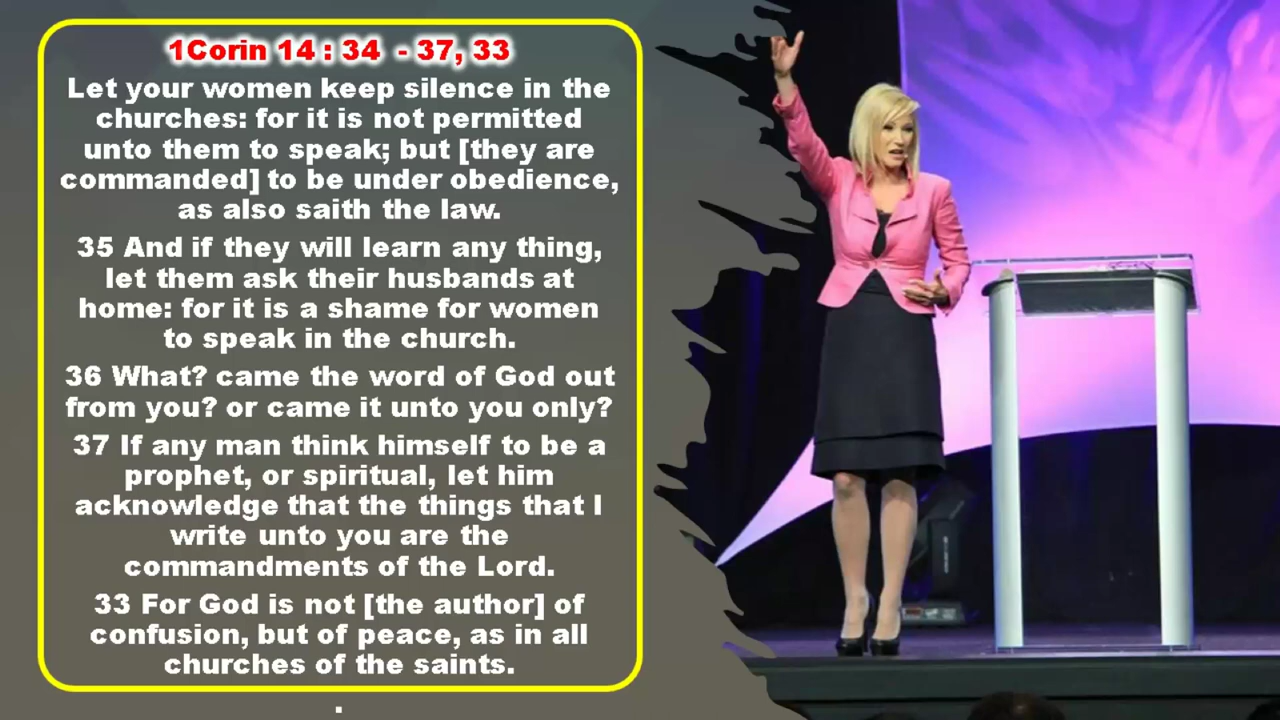 1Corin 14 : 34 - 37, 33
Let your women keep silence in the
churches: for it is not permitted
unto them to speak; but [they are
commanded] to be under obedience,
as also saith the law.
35 And if they will learn any thing,
let them ask their husbands at
home: for it is a shame for women
to speak in the church.
36 What? came the word of God out
from you? or came it unto you only?
37 If any man think himself to be a
prophet, or spiritual, let him
acknowledge that the things that I
write unto you are the
commandments of the Lord.
33 For God is not [the author] of
confusion, but of peace, as in all
churches of the saints.
.